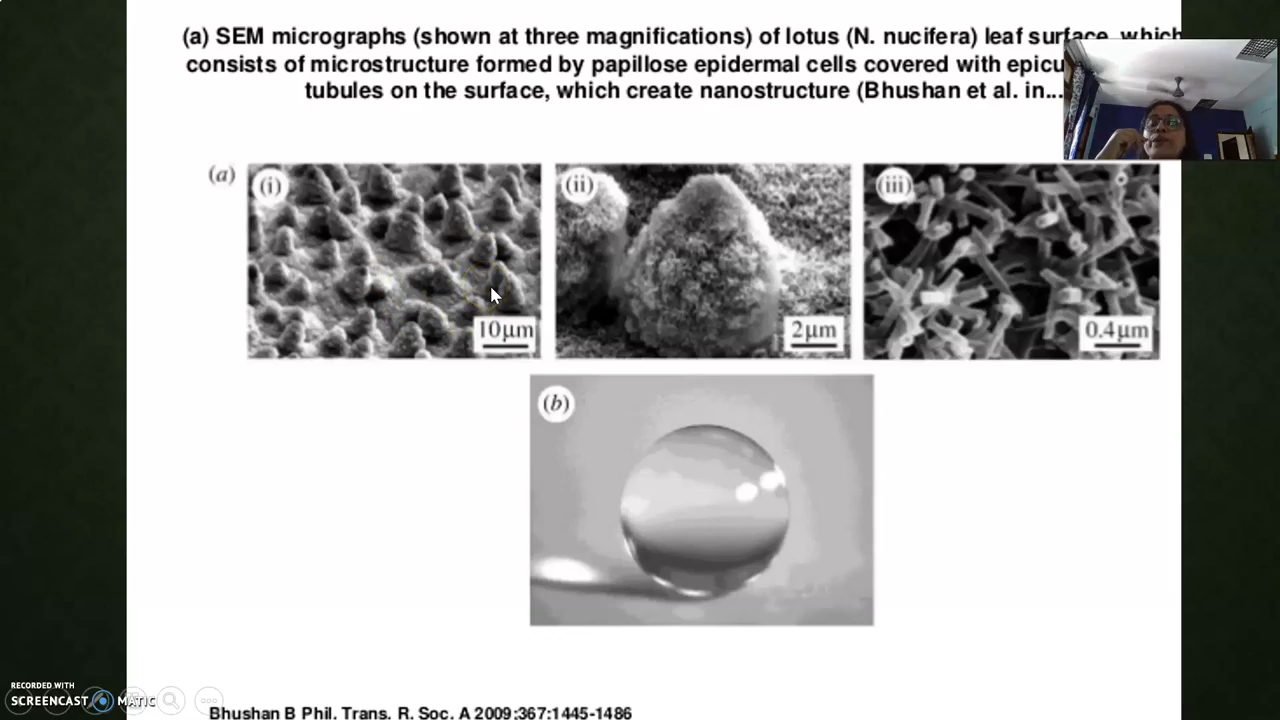 (a) SEM micrographs (shown at three magnifications) of lotus (N. nucifera) leaf surface, which
consists of microstructure formed by papillose epidermal cells covered with
tubules on the surface, which create nanostructure (Bhushan et al. in...
(a)
(i)
(ii)
(iii)
10µm
2µm
0.4µm
(b)
RECORDED WITH
SCREENCAST MATIC
Bhushan B Phil. Trans. R. Soc. A 2009;367:1445-1486